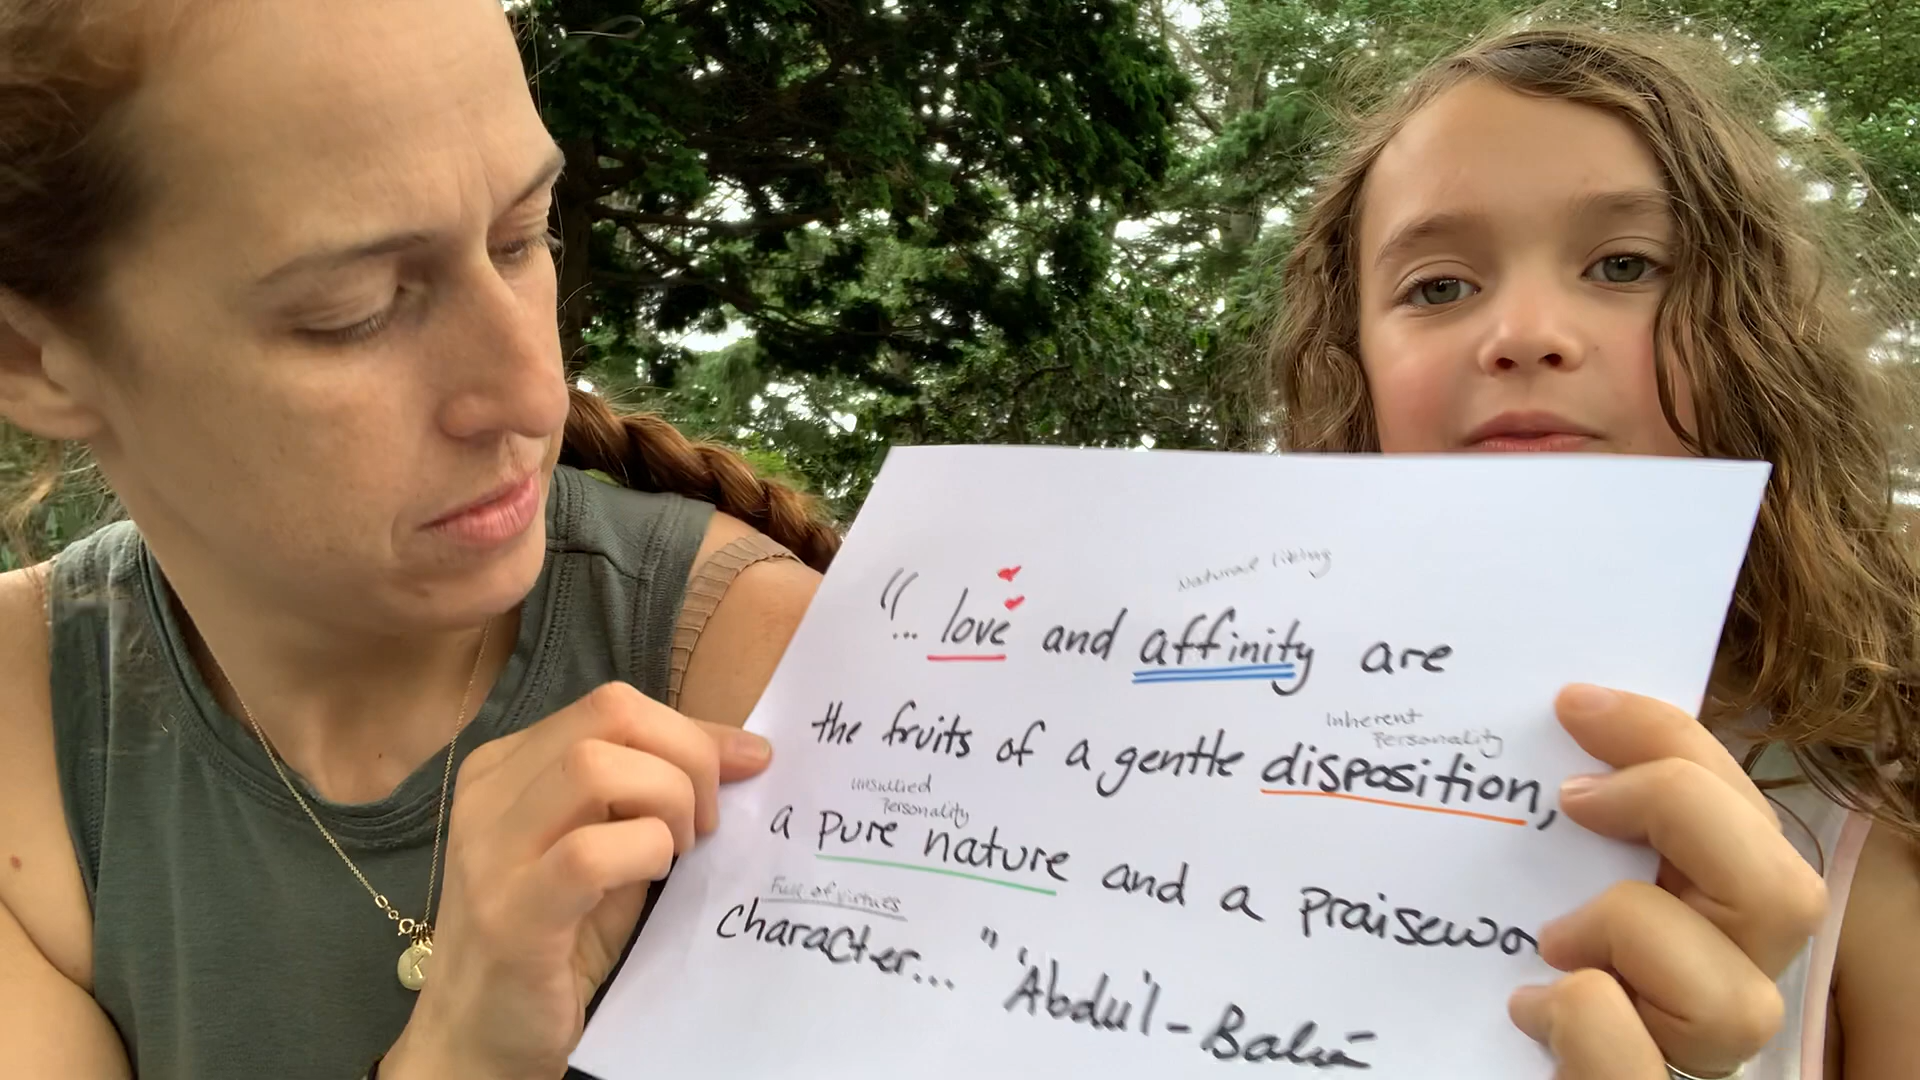 Natural liking
"... love and affinity are
Inherent
Personality
the fruits of a gentle disposition,
unsullied
Personality
a pure nature and a praisewor
Full of virtues
character... " 'Abdu'l-Bahá
K